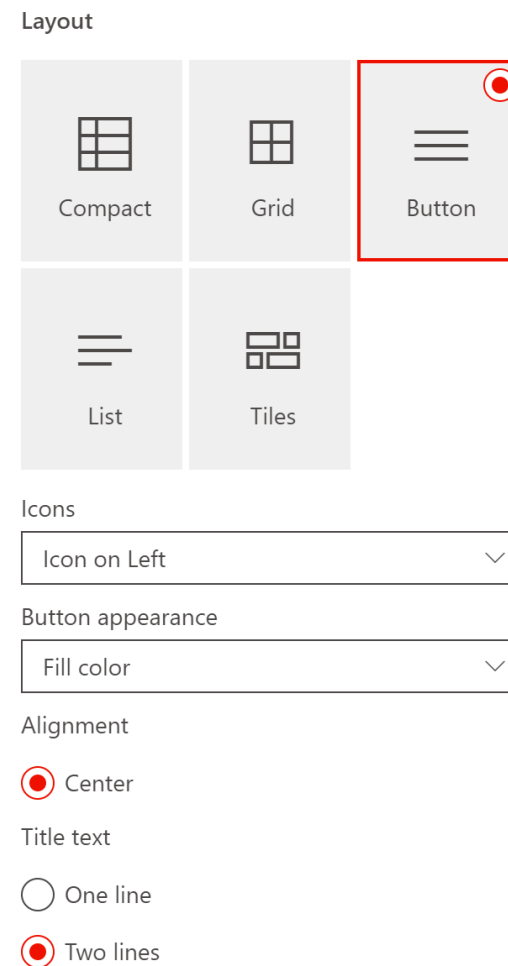 Layout
Compact
Grid
Button
List
Tiles
Icons
Icon on Left
Button appearance
Fill color
Alignment
Center
Title text
One line
Two lines